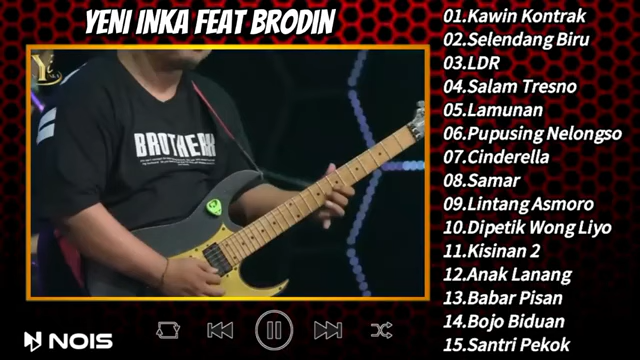 YENI INKA FEAT BRODIN
01.Kawin Kontrak
02.Selendang Biru
03.LDR
04.Salam Tresno
05.Lamunan
06.Pupusing Nelongso
07.Cinderella
08.Samar
09.Lintang Asmoro
10.Dipetik Wong Liyo
11.Kisinan 2
12.Anak Lanang
13.Babar Pisan
14.Bojo Biduan
15.Santri Pekok
NOIS